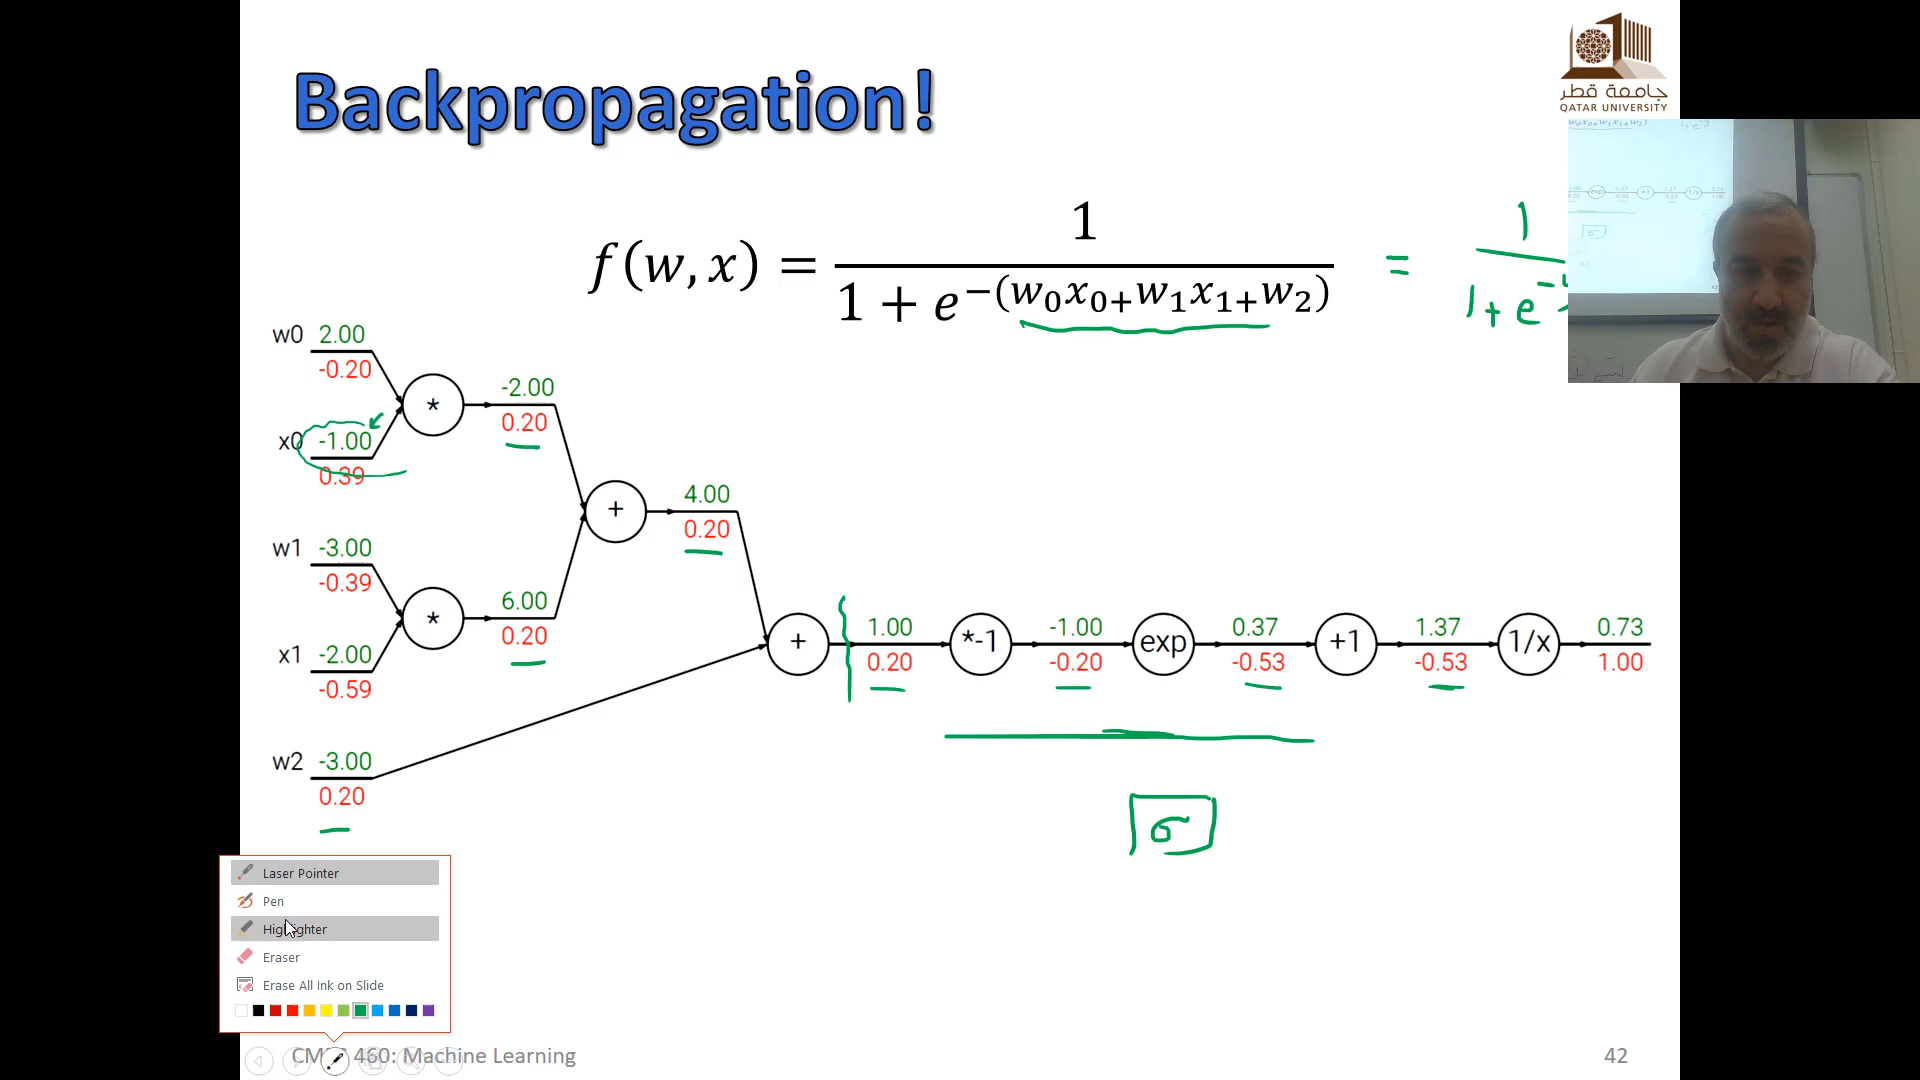 Backpropagation!
جامعة قطر
QATAR UNIVERSITY
f(w, x) = 1 / 1 + e^−(w₀x₀₊w₁x₁₊w₂) = 1 / 1 + e^-
w0 2.00
-0.20
* -2.00
0.20
x0 -1.00
0.39
+ 4.00
0.20
w1 -3.00
-0.39
* 6.00
0.20
x1 -2.00
-0.59
+ 1.00 *-1 -1.00 exp 0.37 +1 1.37 1/x 0.73
0.20 -0.20 -0.53 -0.53 1.00
w2 -3.00
0.20
σ
Laser Pointer
Pen
Highlighter
Eraser
Erase All Ink on Slide
460: Machine Learning
42